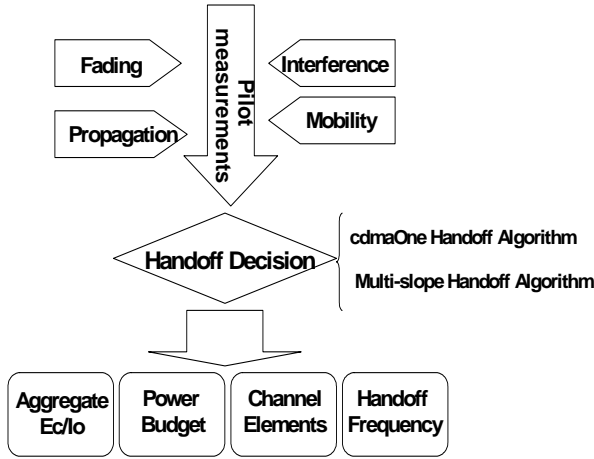 Fading
Interference
Pilot
measurements
Propagation
Mobility
Handoff Decision
cdmaOne Handoff Algorithm
Multi-slope Handoff Algorithm
Aggregate
Ec/Io
Power
Budget
Channel
Elements
Handoff
Frequency